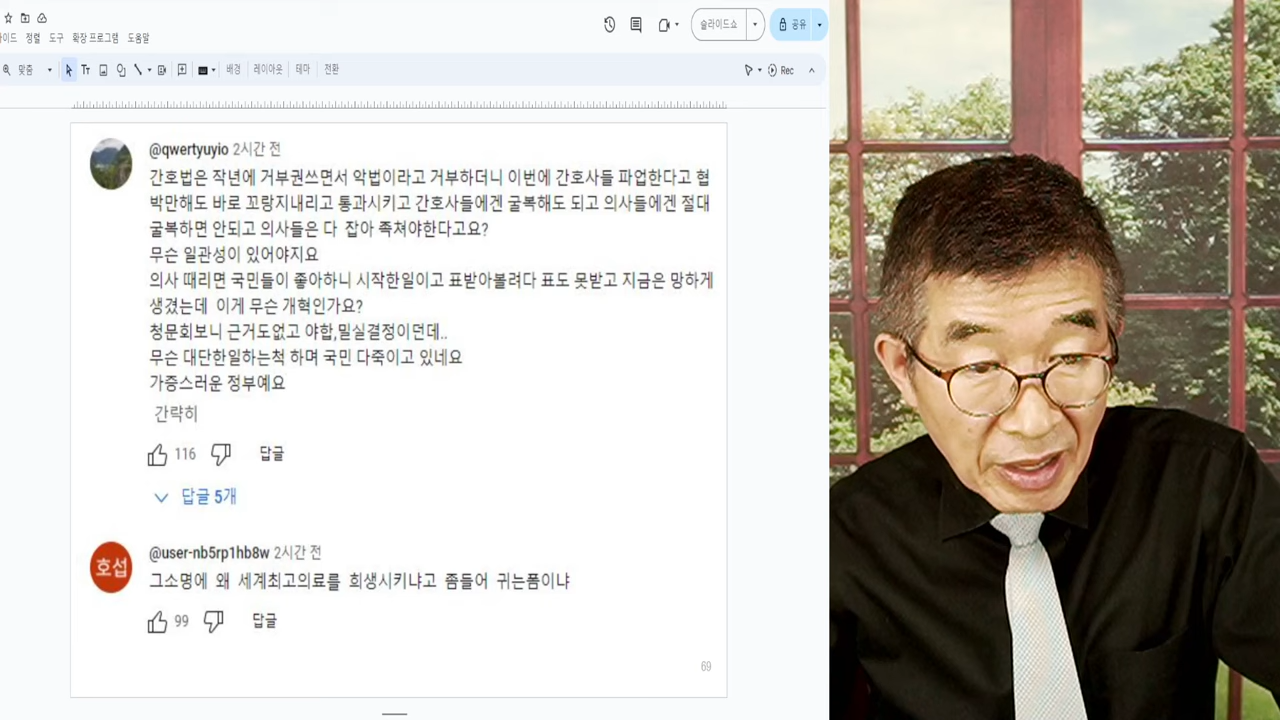 슬라이드쇼
공유
이드 정렬 도구 확장 프로그램 도움말
맞춤
배경 레이아웃 테마 전환
Rec
@qwertyuyio 2시간 전
간호법은 작년에 거부권쓰면서 악법이라고 거부하더니 이번에 간호사들 파업한다고 협
박만해도 바로 꼬랑지내리고 통과시키고 간호사들에겐 굴복해도 되고 의사들에겐 절대
굴복하면 안되고 의사들은 다 잡아 족쳐야한다고요?
무슨 일관성이 있어야지요
의사 때리면 국민들이 좋아하니 시작한일이고 표받아볼려다 표도 못받고 지금은 망하게
생겼는데 이게 무슨 개혁인가요?
청문회보니 근거도없고 야합,밀실결정이던데..
무슨 대단한일하는척 하며 국민 다죽이고 있네요
가증스러운 정부예요
간략히
116 답글
답글 5개
호섭
@user-nb5rp1hb8w 2시간 전
그소명에 왜 세계최고의료를 희생시키냐고 좀들어 귀는폼이냐
99 답글
69